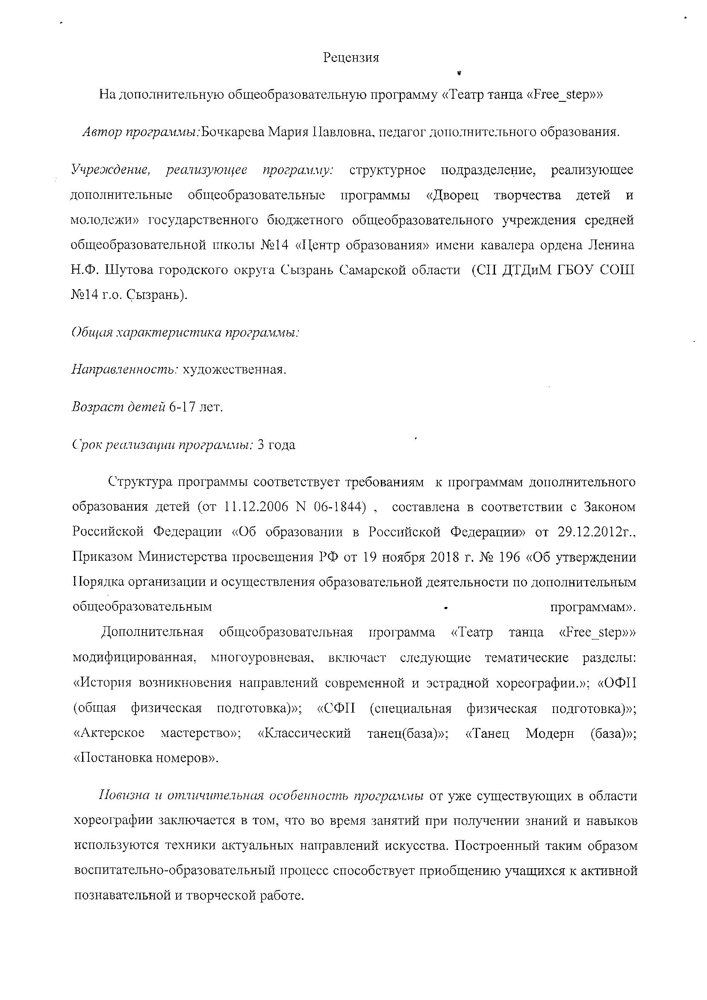 Рецензия
На дополнительную общеобразовательную программу «Театр танца «Free_step»»
Автор программы:Бочкарева Мария Павловна, педагог дополнительного образования.
Учреждение, реализующее программу: структурное подразделение, реализующее
дополнительные общеобразовательные программы «Дворец творчества детей и
молодежи» государственного бюджетного общеобразовательного учреждения средней
общеобразовательной школы №14 «Центр образования» имени кавалера ордена Ленина
Н.Ф. Шутова городского округа Сызрань Самарской области (СП ДТДиМ ГБОУ СОШ
№14 г.о. Сызрань).
Общая характеристика программы:
Направленность: художественная.
Возраст детей 6-17 лет.
Срок реализации программы: 3 года
Структура программы соответствует требованиям к программам дополнительного
образования детей (от 11.12.2006 N 06-1844) , составлена в соответствии с Законом
Российской Федерации «Об образовании в Российской Федерации» от 29.12.2012г.,
Приказом Министерства просвещения РФ от 19 ноября 2018 г. № 196 «Об утверждении
Порядка организации и осуществления образовательной деятельности по дополнительным
общеобразовательным программам».
Дополнительная общеобразовательная программа «Театр танца «Free_step»»
модифицированная, многоуровневая, включает следующие тематические разделы:
«История возникновения направлений современной и эстрадной хореографии.»; «ОФП
(общая физическая подготовка)»; «СФП (специальная физическая подготовка)»;
«Актерское мастерство»; «Классический танец(база)»; «Танец Модерн (база)»;
«Постановка номеров».
Новизна и отличительная особенность программы от уже существующих в области
хореографии заключается в том, что во время занятий при получении знаний и навыков
используются техники актуальных направлений искусства. Построенный таким образом
воспитательно-образовательный процесс способствует приобщению учащихся к активной
познавательной и творческой работе.